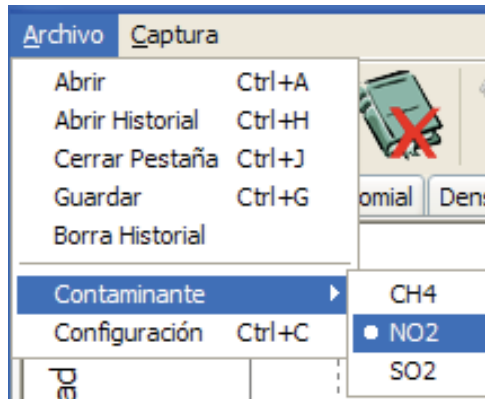 Archivo Captura
Abrir Ctrl+A
Abrir Historial Ctrl+H
Cerrar Pestaña Ctrl+J
Guardar Ctrl+G
omial Dens
Borra Historial
Contaminante CH4
Configuración Ctrl+C NO2
SO2
ad